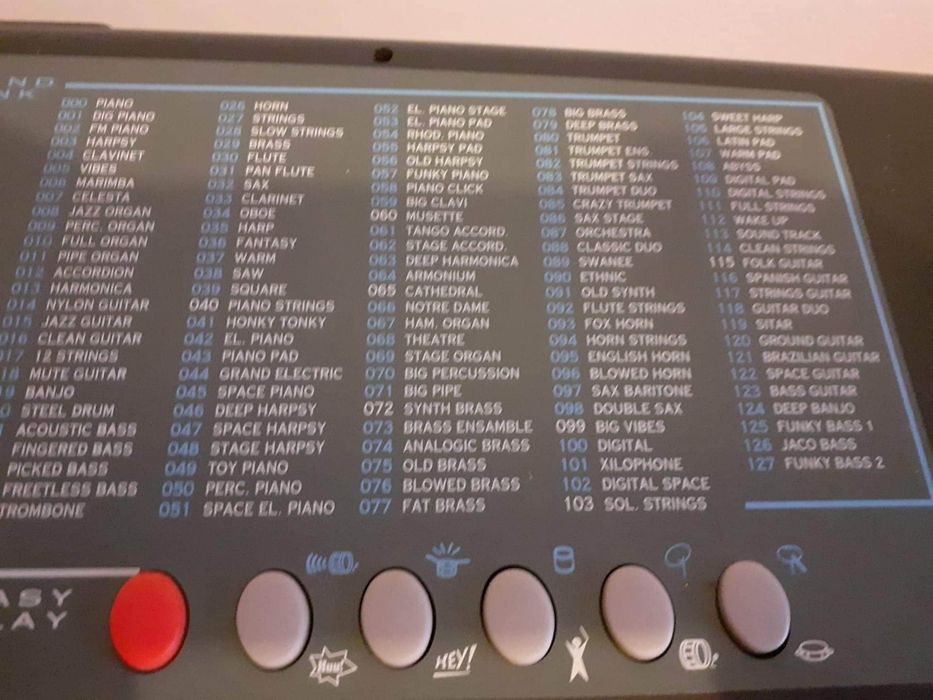 ND
NK
000 PIANO
001 DIG PIANO
002 FM PIANO
003 HARPSY
004 CLAVINET
005 VIBES
006 MARIMBA
007 CELESTA
008 JAZZ ORGAN
009 PERC. ORGAN
010 FULL ORGAN
011 PIPE ORGAN
012 ACCORDION
013 HARMONICA
014 NYLON GUITAR
015 JAZZ GUITAR
016 CLEAN GUITAR
017 12 STRINGS
18 MUTE GUITAR
9 BANJO
0 STEEL DRUM
ACOUSTIC BASS
FINGERED BASS
PICKED BASS
FREETLESS BASS
TROMBONE
026 HORN
027 STRINGS
028 SLOW STRINGS
029 BRASS
030 FLUTE
031 PAN FLUTE
032 SAX
033 CLARINET
034 OBOE
035 HARP
036 FANTASY
037 WARM
038 SAW
039 SQUARE
040 PIANO STRINGS
041 HONKY TONKY
042 EL. PIANO
043 PIANO PAD
044 GRAND ELECTRIC
045 SPACE PIANO
046 DEEP HARPSY
047 SPACE HARPSY
048 STAGE HARPSY
049 TOY PIANO
050 PERC. PIANO
051 SPACE EL. PIANO
052 EL. PIANO STAGE
053 EL. PIANO PAD
054 RHOD. PIANO
055 HARPSY PAD
056 OLD HARPSY
057 FUNKY PIANO
058 PIANO CLICK
059 BIG CLAVI
060 MUSETTE
061 TANGO ACCORD.
062 STAGE ACCORD.
063 DEEP HARMONICA
064 ARMONIUM
065 CATHEDRAL
066 NOTRE DAME
067 HAM. ORGAN
068 THEATRE
069 STAGE ORGAN
070 BIG PERCUSSION
071 BIG PIPE
072 SYNTH BRASS
073 BRASS ENSAMBLE
074 ANALOGIC BRASS
075 OLD BRASS
076 BLOWED BRASS
077 FAT BRASS
078 BIG BRASS
079 DEEP BRASS
080 TRUMPET
081 TRUMPET ENS
082 TRUMPET STRINGS
083 TRUMPET SAX
084 TRUMPET DUO
085 CRAZY TRUMPET
086 SAX STAGE
087 ORCHESTRA
088 CLASSIC DUO
089 SWANEE
090 ETHNIC
091 OLD SYNTH
092 FLUTE STRINGS
093 FOX HORN
094 HORN STRINGS
095 ENGLISH HORN
096 BLOWED HORN
097 SAX BARITONE
098 DOUBLE SAX
099 BIG VIBES
100 DIGITAL
101 XILOPHONE
102 DIGITAL SPACE
103 SOL. STRINGS
104 SWEET HARP
105 LARGE STRINGS
106 LATIN PAD
107 WARM PAD
108 ABYSS
109 DIGITAL PAD
110 DIGITAL STRINGS
111 FULL STRINGS
112 WAKE UP
113 SOUND TRACK
114 CLEAN STRINGS
115 FOLK GUITAR
116 SPANISH GUITAR
117 STRINGS GUITAR
118 GUITAR DUO
119 SITAR
120 GROUND GUITAR
121 BRAZILIAN GUITAR
122 SPACE GUITAR
123 BASS GUITAR
124 DEEP BANJO
125 FUNKY BASS 1
126 JACO BASS
127 FUNKY BASS 2
ASY
LAY
HEY!